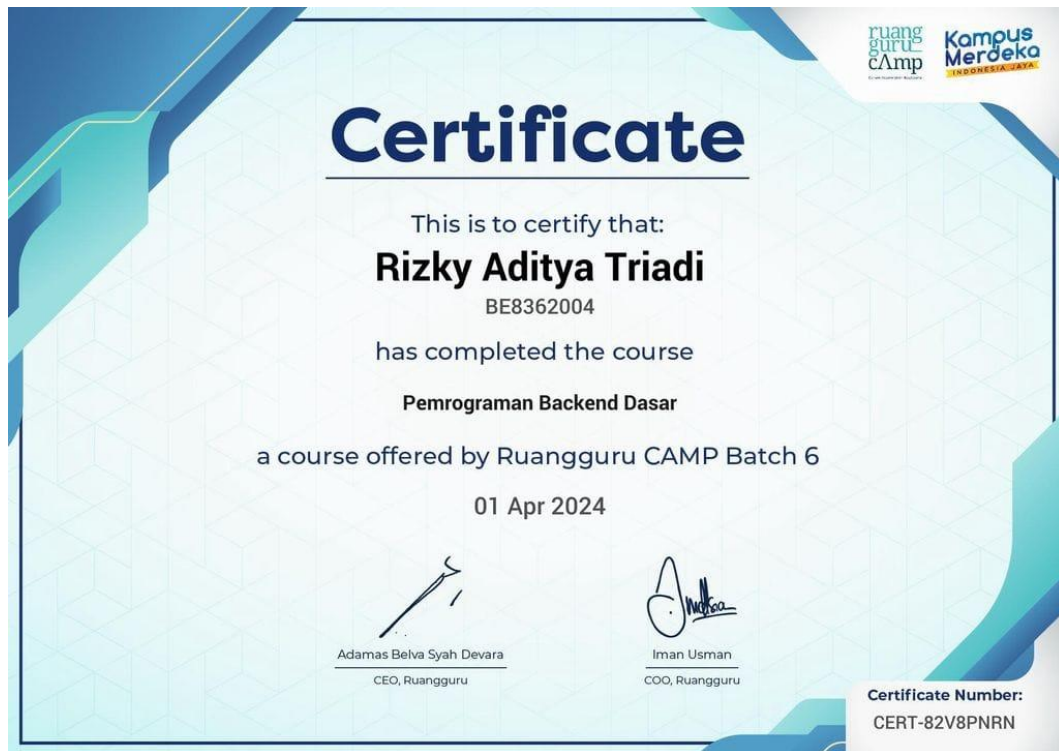 ruang
guru
cAmp
Kampus
Merdeka
INDONESIA JAYA
Certificate
This is to certify that:
Rizky Aditya Triadi
BE8362004
has completed the course
Pemrograman Backend Dasar
a course offered by Ruangguru CAMP Batch 6
01 Apr 2024
Adamas Belva Syah Devara
CEO, Ruangguru
Iman Usman
COO, Ruangguru
Certificate Number:
CERT-82V8PNRN